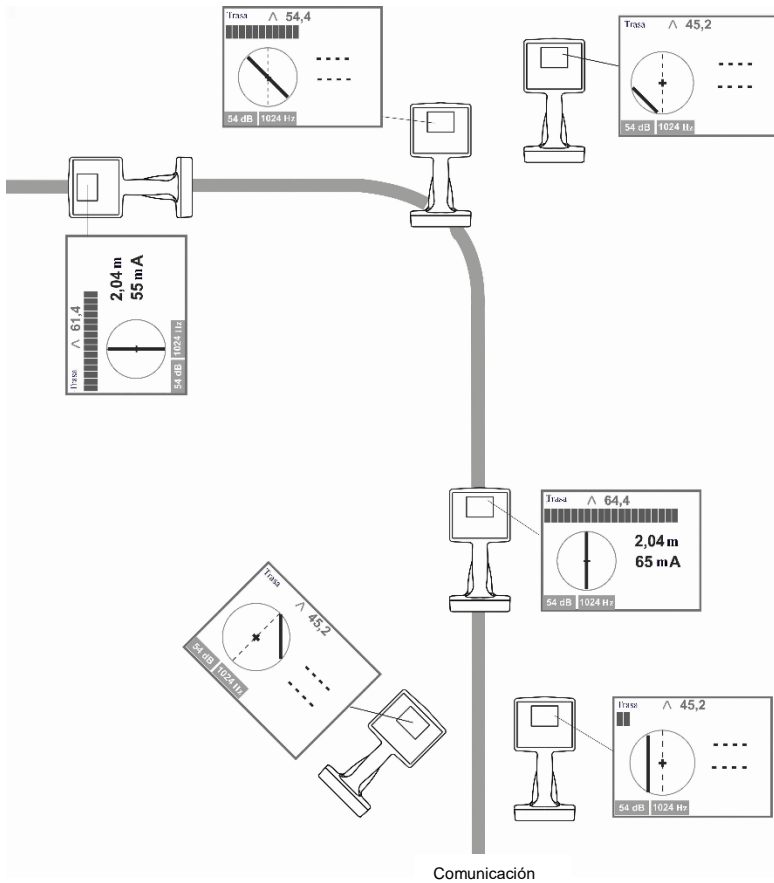 Trasa ∧ 54,4
- - - -
- - - -
54 dB 1024 Hz
Trasa ∧ 45,2
- - - -
- - - -
54 dB 1024 Hz
Trasa ∧ 61,4
2,04 m
55 mA
54 dB 1024 Hz
Trasa ∧ 64,4
2,04 m
65 mA
54 dB 1024 Hz
Trasa ∧ 45,2
- - - -
- - - -
54 dB 1024 Hz
Trasa ∧ 45,2
- - - -
- - - -
54 dB 1024 Hz
Comunicación